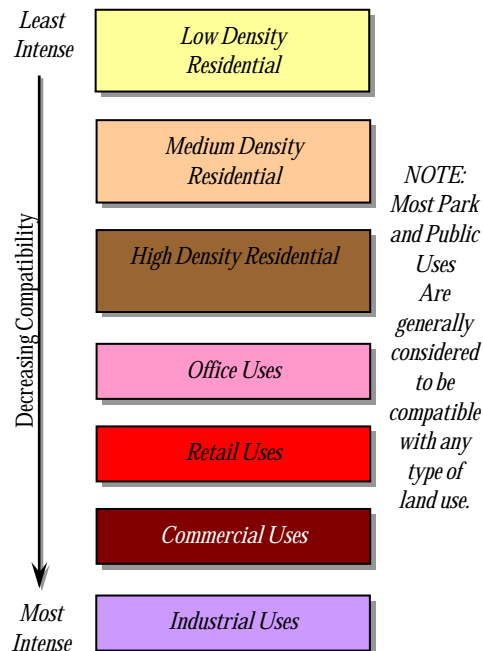 Least
Intense
Low Density
Residential
Medium Density
Residential
High Density Residential
Office Uses
Retail Uses
Commercial Uses
Industrial Uses
Most
Intense
Decreasing Compatibility
NOTE:
Most Park
and Public
Uses
Are
generally
considered
to be
compatible
with any
type of
land use.